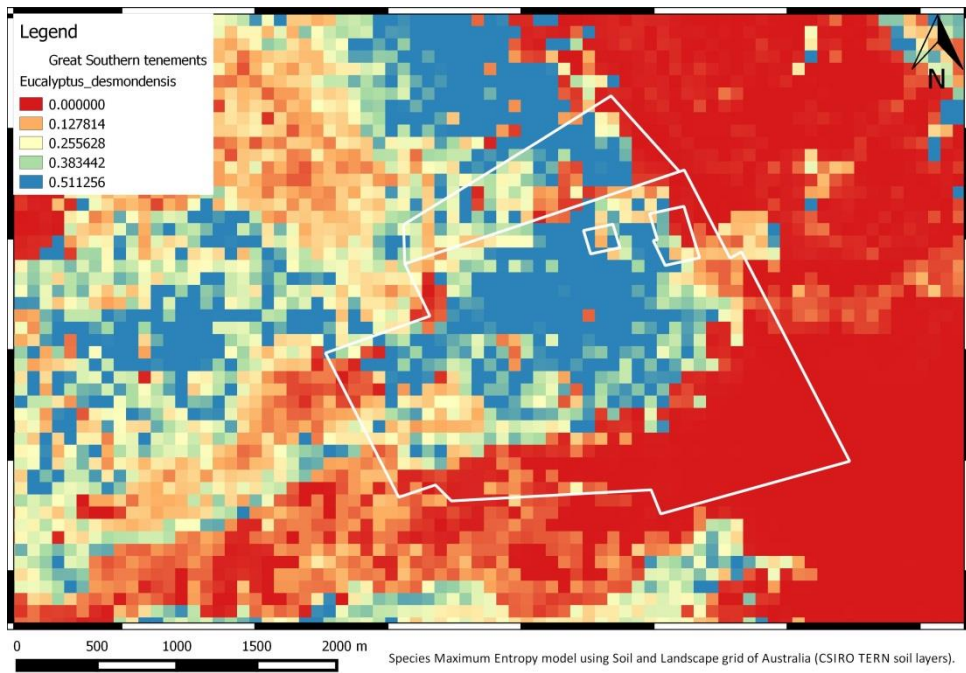 Legend
Great Southern tenements
Eucalyptus_desmondensis
0.000000
0.127814
0.255628
0.383442
0.511256
N
0 500 1000 1500 2000 m
Species Maximum Entropy model using Soil and Landscape grid of Australia (CSIRO TERN soil layers).